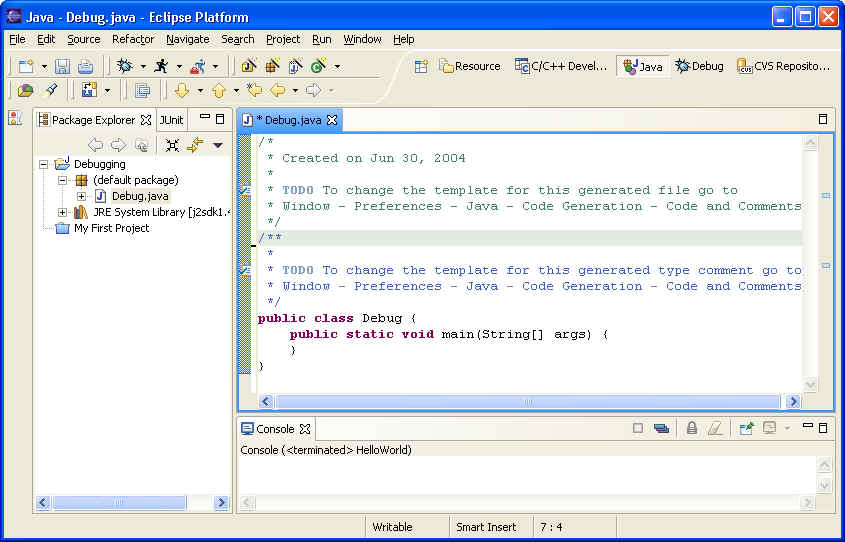 Java - Debug.java - Eclipse Platform
File Edit Source Refactor Navigate Search Project Run Window Help
Resource C/C++ Devel... Java Debug CVS Reposito...
Package Explorer JUnit
Debugging
(default package)
Debug.java
JRE System Library [j2sdk1.4
My First Project
* Debug.java
/*
* Created on Jun 30, 2004
*
* TODO To change the template for this generated file go to
* Window - Preferences - Java - Code Generation - Code and Comments
*/
/**
*
* TODO To change the template for this generated type comment go to
* Window - Preferences - Java - Code Generation - Code and Comments
*/
public class Debug {
public static void main(String[] args) {
}
}
Console
Console (<terminated> HelloWorld)
Writable Smart Insert 7 : 4